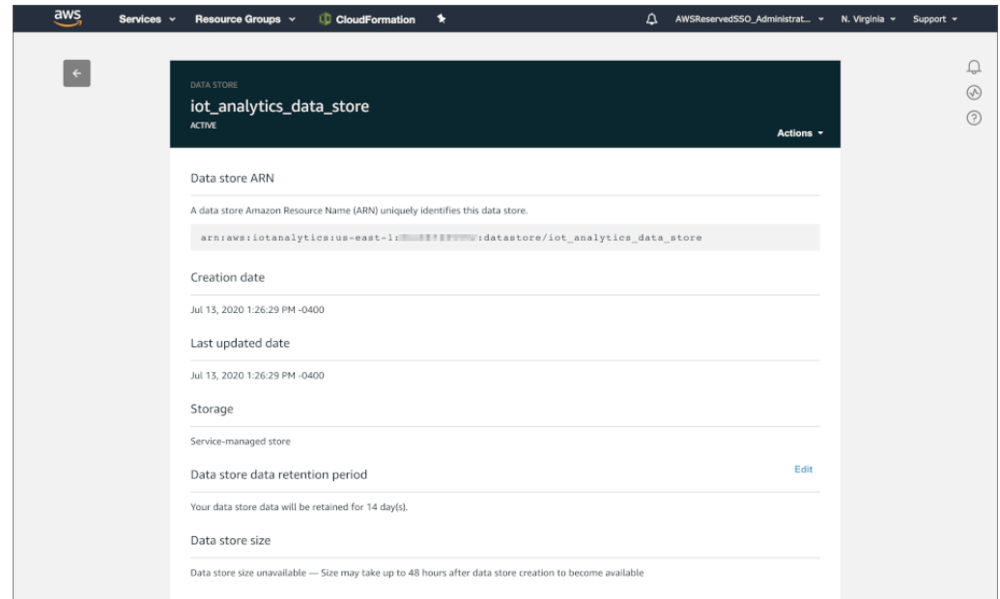 aws Services Resource Groups CloudFormation AWSReservedSSO_Administrat... N. Virginia Support
DATA STORE
iot_analytics_data_store
ACTIVE
Actions
Data store ARN
A data store Amazon Resource Name (ARN) uniquely identifies this data store.
arn:aws:iotanalytics:us-east-1: :datastore/iot_analytics_data_store
Creation date
Jul 13, 2020 1:26:29 PM -0400
Last updated date
Jul 13, 2020 1:26:29 PM -0400
Storage
Service-managed store
Data store data retention period Edit
Your data store data will be retained for 14 day(s).
Data store size
Data store size unavailable — Size may take up to 48 hours after data store creation to become available